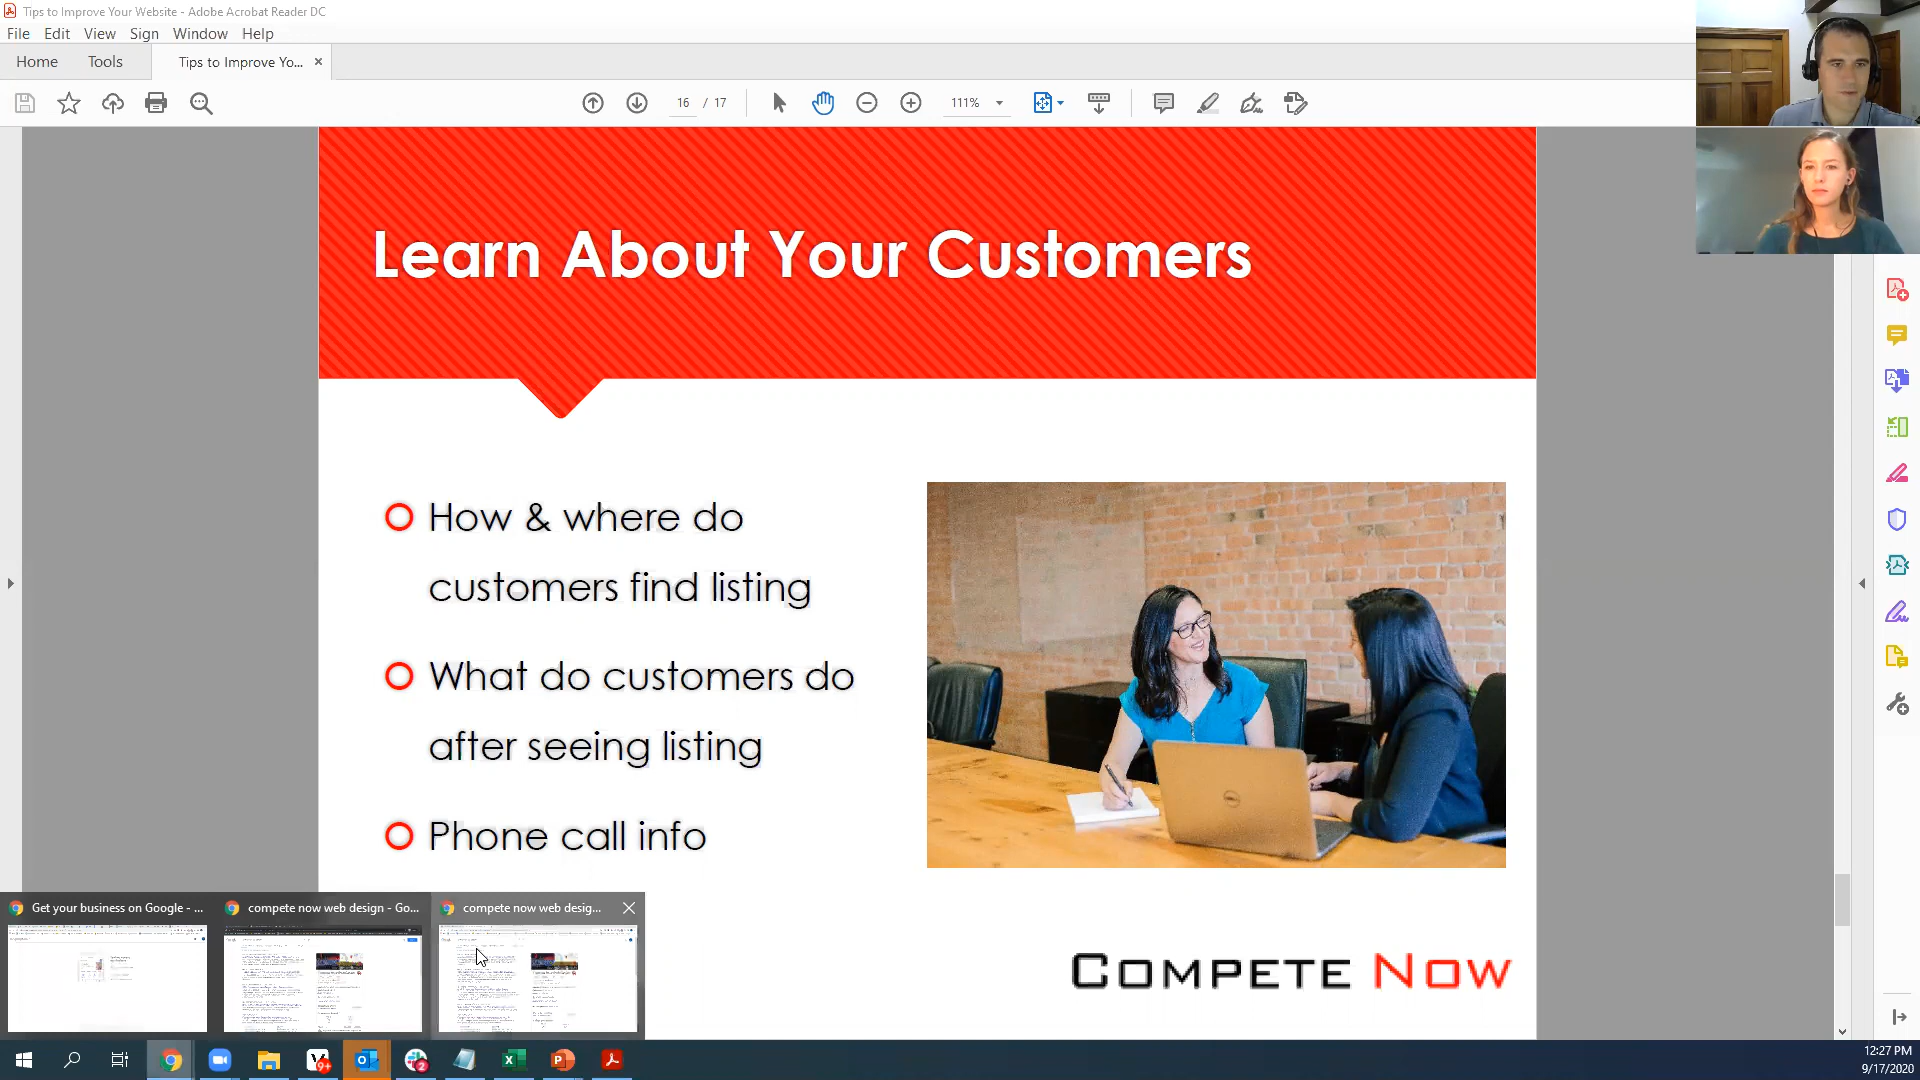 Tips to Improve Your Website - Adobe Acrobat Reader DC
File Edit View Sign Window Help
Home Tools Tips to Improve Yo... ×
16 / 17 111%
Learn About Your Customers
How & where do
customers find listing
What do customers do
after seeing listing
Phone call info
COMPETE NOW
Get your business on Google - ...
compete now web design - Go...
compete now web desig...
9+
2
12:27 PM
9/17/2020